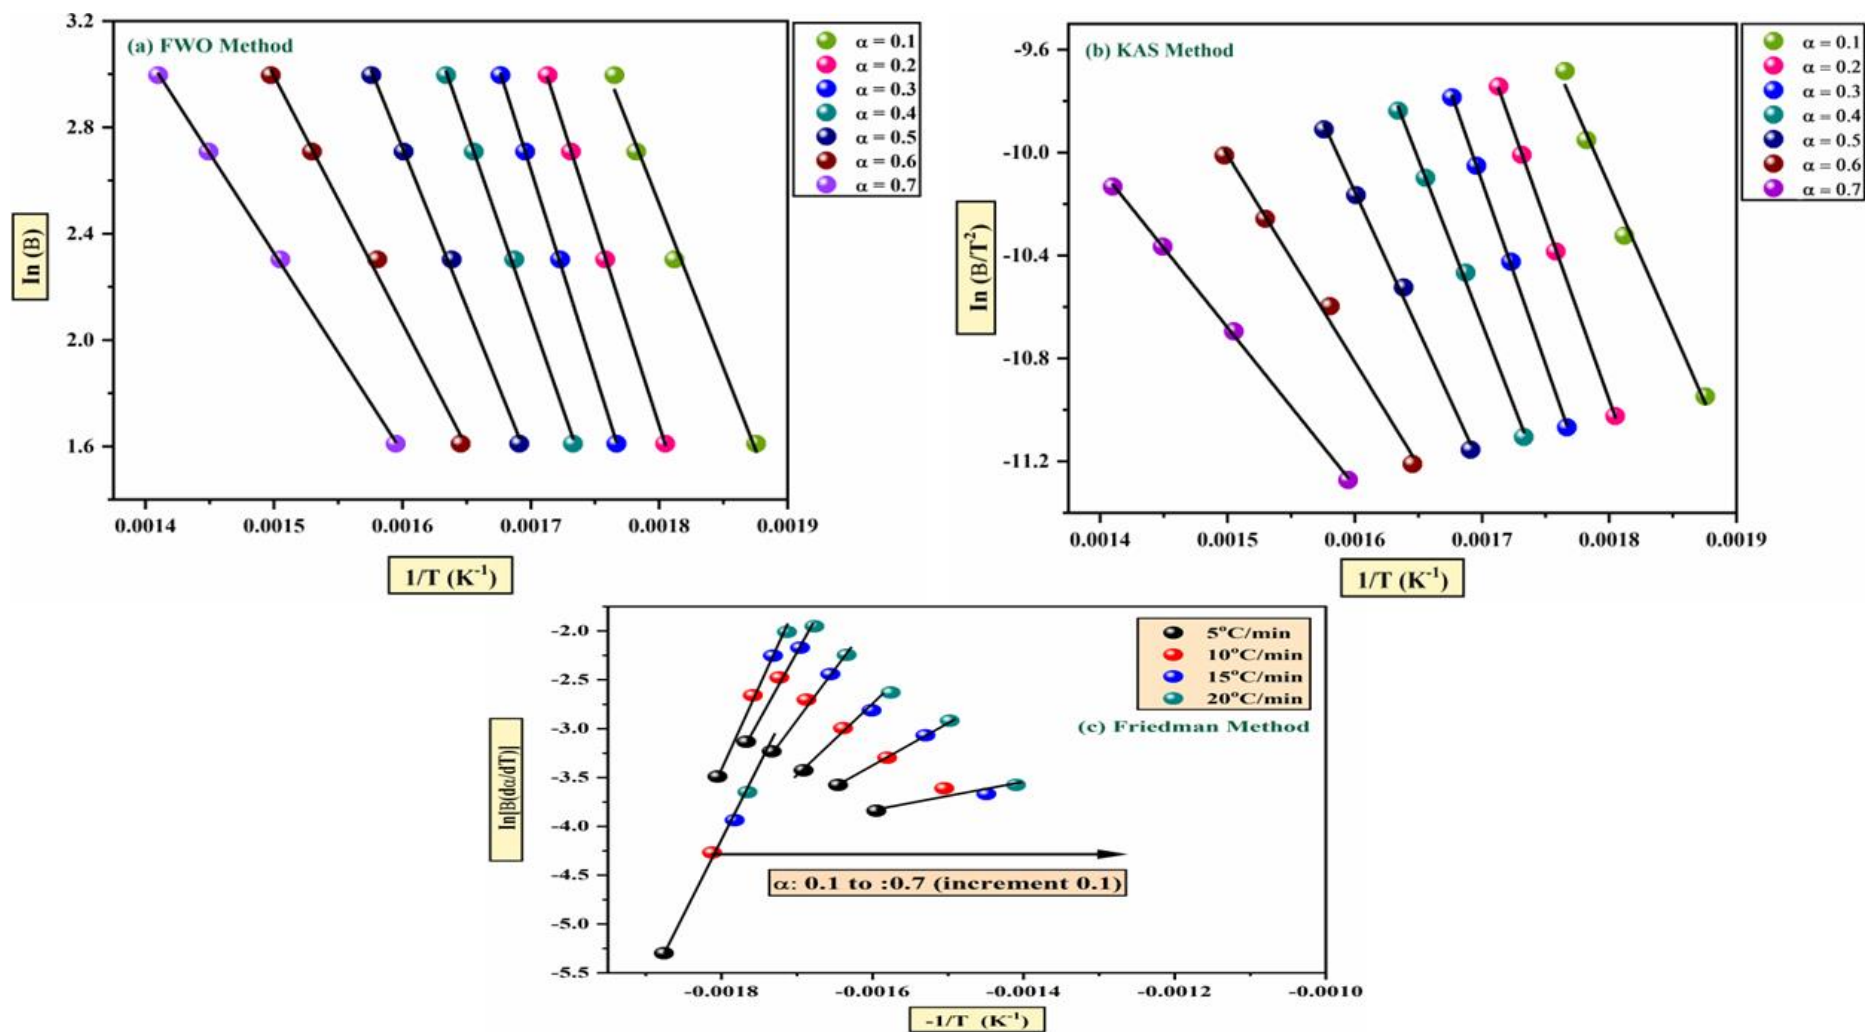 (a) FWO Method
3.2
2.8
2.4
2.0
1.6
In (B)
0.0014 0.0015 0.0016 0.0017 0.0018 0.0019
1/T (K⁻¹)
α = 0.1
α = 0.2
α = 0.3
α = 0.4
α = 0.5
α = 0.6
α = 0.7
(b) KAS Method
-9.6
-10.0
-10.4
-10.8
-11.2
In (B/T²)
0.0014 0.0015 0.0016 0.0017 0.0018 0.0019
1/T (K⁻¹)
α = 0.1
α = 0.2
α = 0.3
α = 0.4
α = 0.5
α = 0.6
α = 0.7
-2.0
-2.5
-3.0
-3.5
-4.0
-4.5
-5.0
-5.5
In[B(dα/dT)]
5°C/min
10°C/min
15°C/min
20°C/min
(c) Friedman Method
α: 0.1 to :0.7 (increment 0.1)
-0.0018 -0.0016 -0.0014 -0.0012 -0.0010
-1/T (K⁻¹)